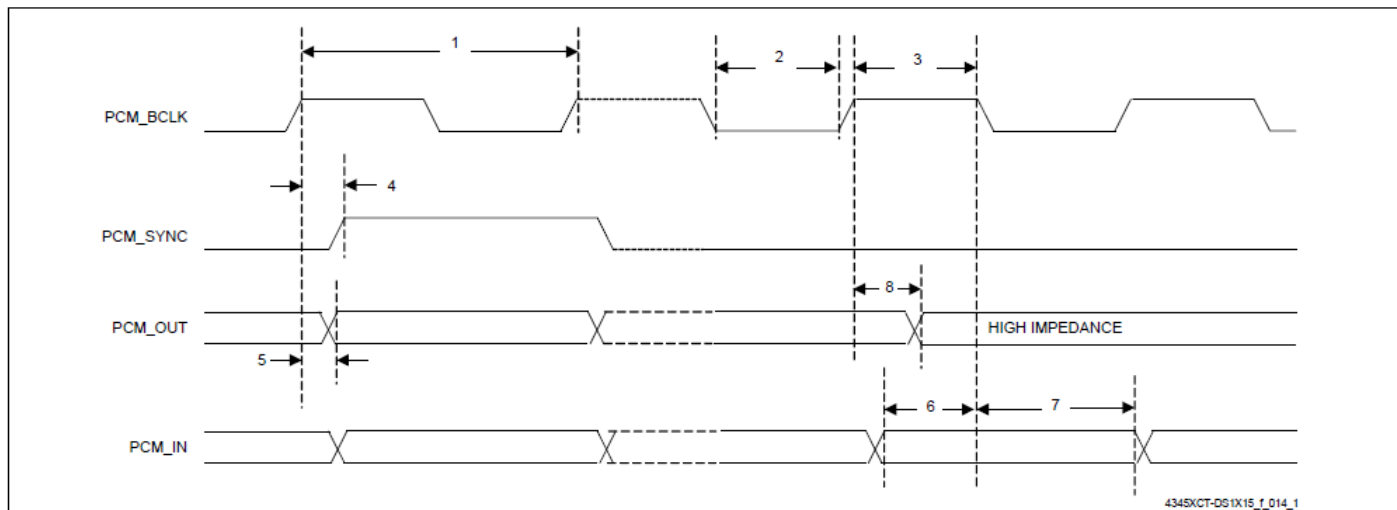 1
2
3
PCM_BCLK
4
PCM_SYNC
8
PCM_OUT
HIGH IMPEDANCE
5
6
7
PCM_IN
4345XCT-DS1X15_f_014_1